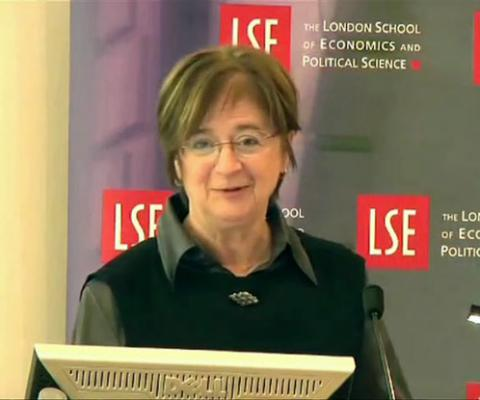 LSE
THE LONDON SCHOOL
OF ECONOMICS AND
POLITICAL SCIENCE
LSE
SCHOOL
LSE
THE LON
OF ECO
POLITIC